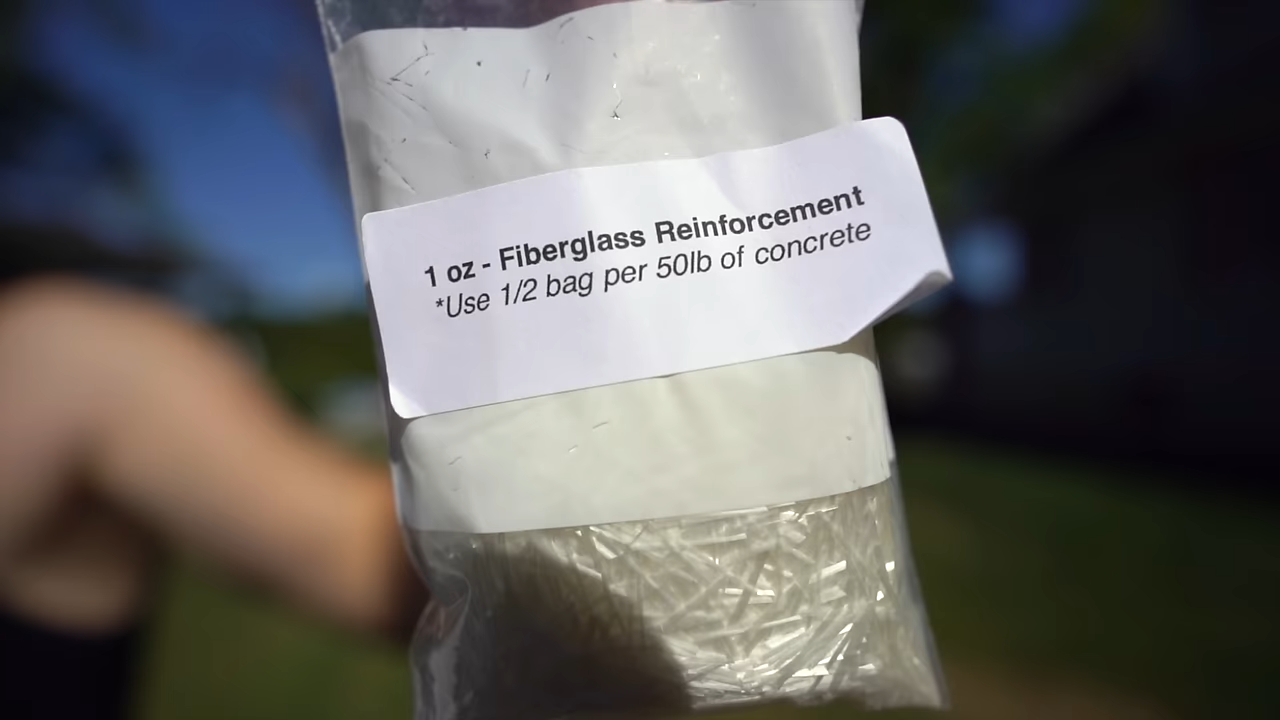 1 oz - Fiberglass Reinforcement
*Use 1/2 bag per 50lb of concrete